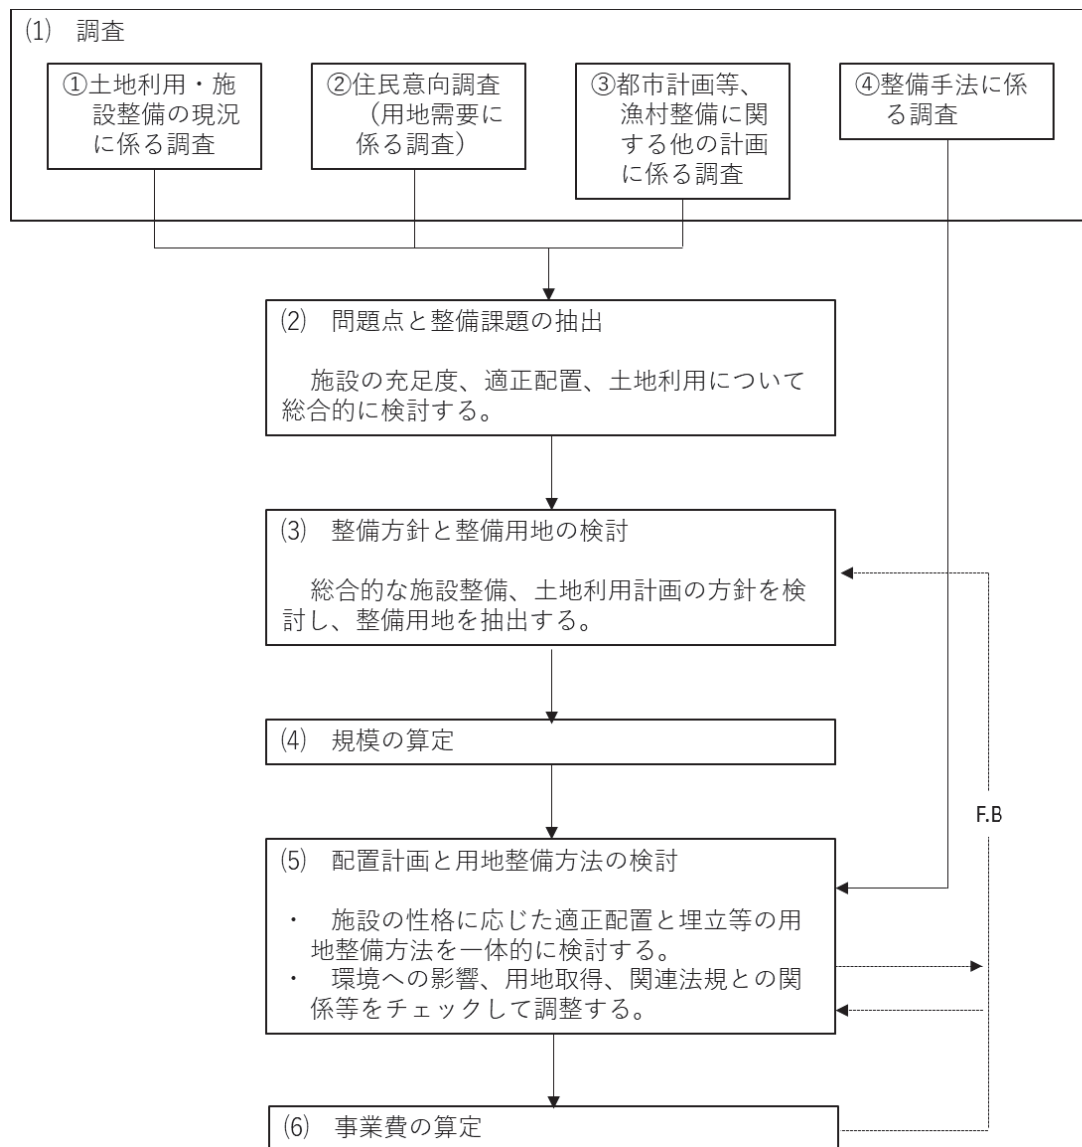 (1) 調査
①土地利用・施
設整備の現況
に係る調査
②住民意向調査
（用地需要に
係る調査）
③都市計画等、
漁村整備に関
する他の計画
に係る調査
④整備手法に係
る調査
(2) 問題点と整備課題の抽出
施設の充足度、適正配置、土地利用について
総合的に検討する。
(3) 整備方針と整備用地の検討
総合的な施設整備、土地利用計画の方針を検
討し、整備用地を抽出する。
(4) 規模の算定
F.B
(5) 配置計画と用地整備方法の検討
・ 施設の性格に応じた適正配置と埋立等の用
地整備方法を一体的に検討する。
・ 環境への影響、用地取得、関連法規との関
係等をチェックして調整する。
(6) 事業費の算定